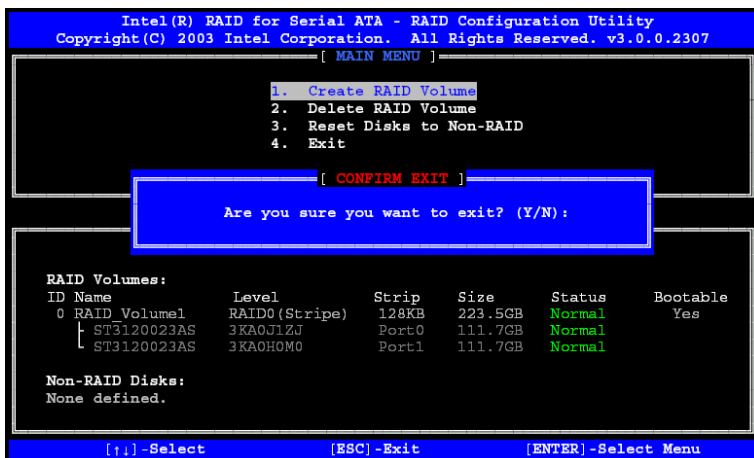 Intel(R) RAID for Serial ATA - RAID Configuration Utility
Copyright(C) 2003 Intel Corporation. All Rights Reserved. v3.0.0.2307
[ MAIN MENU ]
1. Create RAID Volume
2. Delete RAID Volume
3. Reset Disks to Non-RAID
4. Exit
[ CONFIRM EXIT ]
Are you sure you want to exit? (Y/N):
RAID Volumes:
ID Name Level Strip Size Status Bootable
0 RAID_Volume1 RAID0(Stripe) 128KB 223.5GB Normal Yes
ST3120023AS 3KA0J1ZJ Port0 111.7GB Normal
ST3120023AS 3KA0H0M0 Port1 111.7GB Normal
Non-RAID Disks:
None defined.
[↑↓]-Select [ESC]-Exit [ENTER]-Select Menu